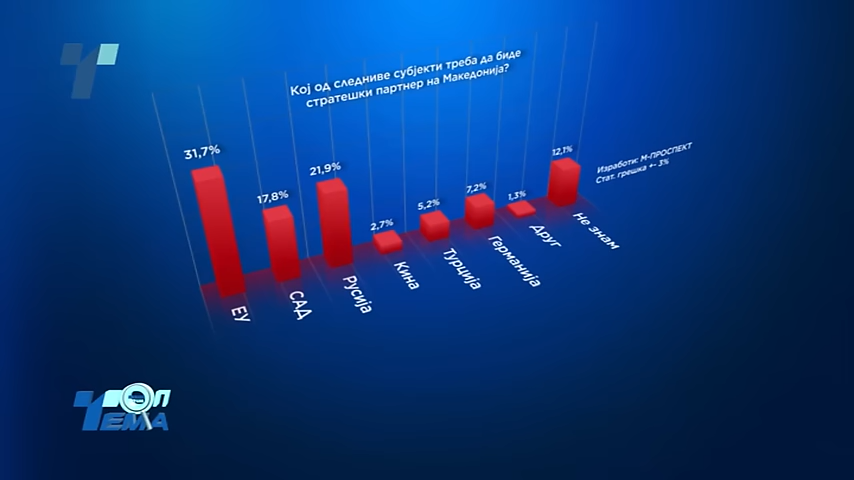 Кој од следниве субјекти треба да биде
стратешки партнер на Македонија?
31,7%
17,8%
21,9%
2,7%
5,2%
7,2%
1,3%
12,1%
Изработи: М-ПРОСПЕКТ
Стат. грешка +- 3%
ЕУ
САД
Русија
Кина
Турција
Германија
Друг
Не знам
ТОП
ТЕМА